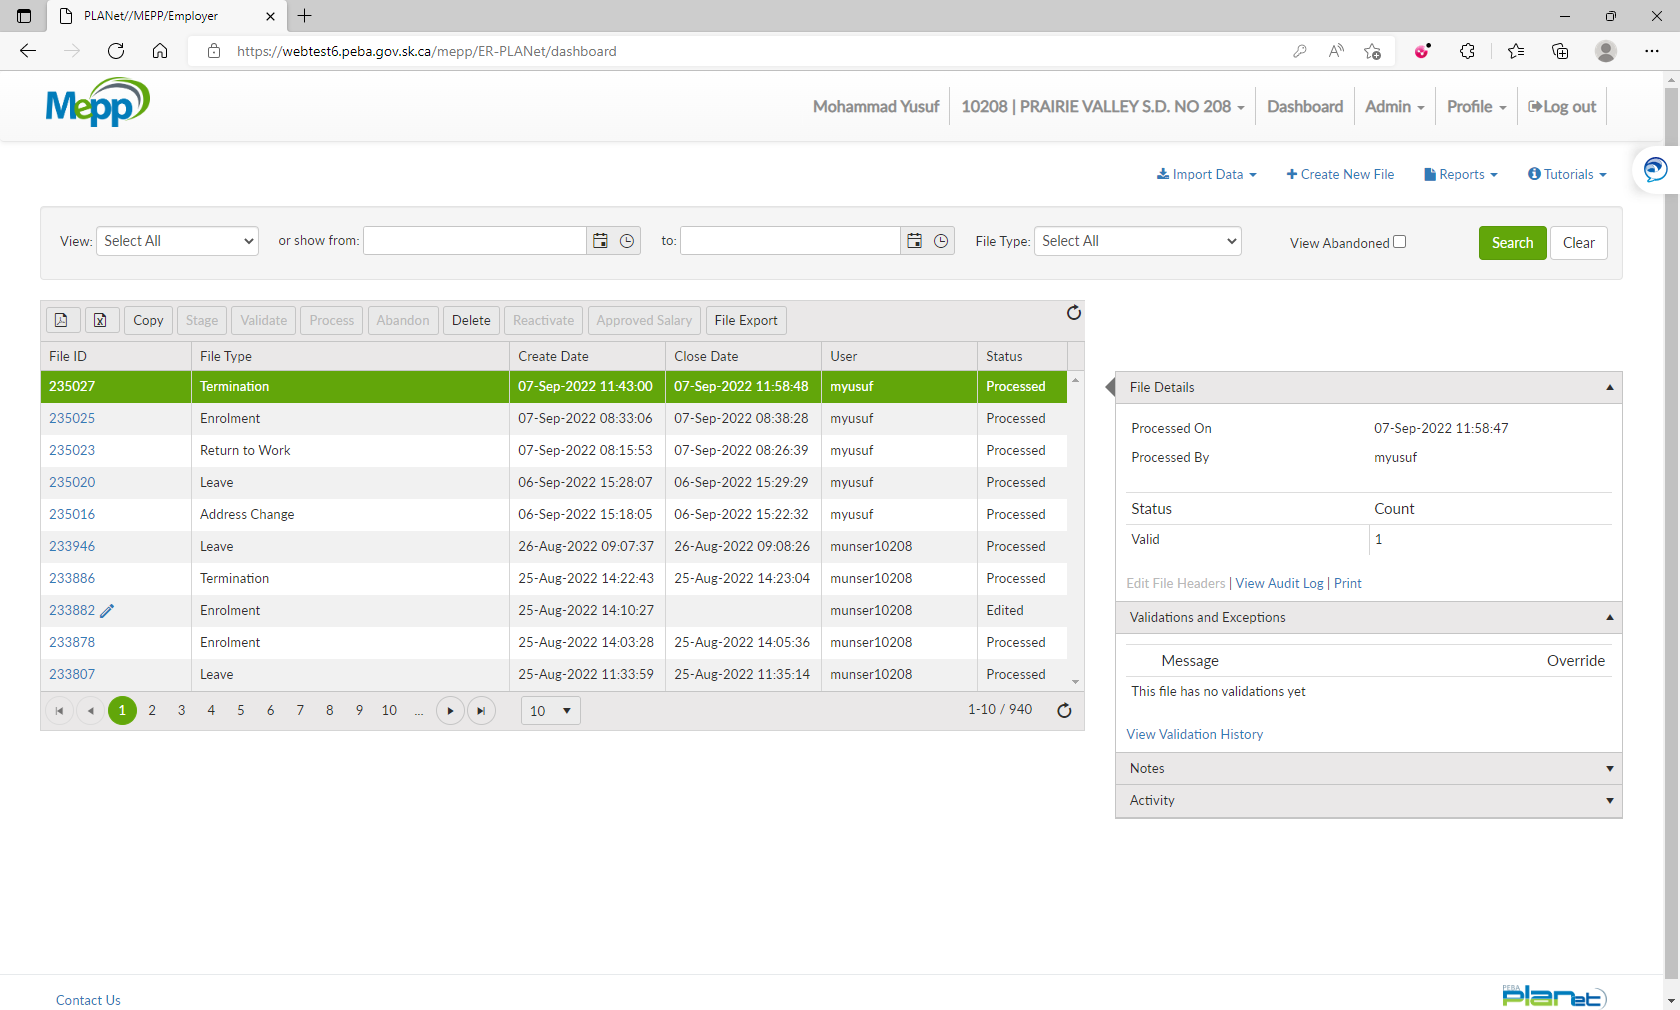 PLANet//MEPP/Employer
https://webtest6.peba.gov.sk.ca/mepp/ER-PLANet/dashboard
Mepp
Mohammad Yusuf 10208 | PRAIRIE VALLEY S.D. NO 208 Dashboard Admin Profile Log out
Import Data Create New File Reports Tutorials
View: Select All or show from: to: File Type: Select All View Abandoned Search Clear
Copy Stage Validate Process Abandon Delete Reactivate Approved Salary File Export
File ID File Type Create Date Close Date User Status
235027 Termination 07-Sep-2022 11:43:00 07-Sep-2022 11:58:48 myusuf Processed
235025 Enrolment 07-Sep-2022 08:33:06 07-Sep-2022 08:38:28 myusuf Processed
235023 Return to Work 07-Sep-2022 08:15:53 07-Sep-2022 08:26:39 myusuf Processed
235020 Leave 06-Sep-2022 15:28:07 06-Sep-2022 15:29:29 myusuf Processed
235016 Address Change 06-Sep-2022 15:18:05 06-Sep-2022 15:22:32 myusuf Processed
233946 Leave 26-Aug-2022 09:07:37 26-Aug-2022 09:08:26 munser10208 Processed
233886 Termination 25-Aug-2022 14:22:43 25-Aug-2022 14:23:04 munser10208 Processed
233882 Enrolment 25-Aug-2022 14:10:27 munser10208 Edited
233878 Enrolment 25-Aug-2022 14:03:28 25-Aug-2022 14:05:36 munser10208 Processed
233807 Leave 25-Aug-2022 11:33:59 25-Aug-2022 11:35:14 munser10208 Processed
1 2 3 4 5 6 7 8 9 10 ... 10 1-10 / 940
File Details
Processed On 07-Sep-2022 11:58:47
Processed By myusuf
Status Count
Valid 1
Edit File Headers | View Audit Log | Print
Validations and Exceptions
Message Override
This file has no validations yet
View Validation History
Notes
Activity
Contact Us
PEBA
planet